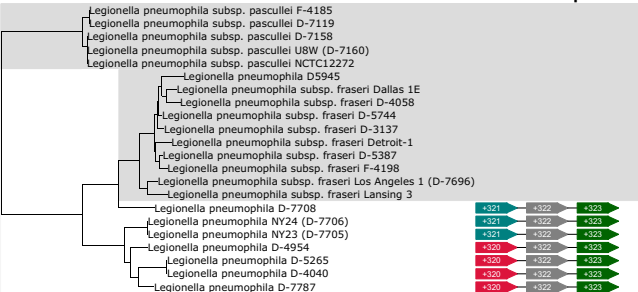 Legionella pneumophila subsp. pascullei F-4185
Legionella pneumophila subsp. pascullei D-7119
Legionella pneumophila subsp. pascullei D-7158
Legionella pneumophila subsp. pascullei U8W (D-7160)
Legionella pneumophila subsp. pascullei NCTC12272
Legionella pneumophila D5945
Legionella pneumophila subsp. fraseri Dallas 1E
Legionella pneumophila subsp. fraseri D-4058
Legionella pneumophila subsp. fraseri D-5744
Legionella pneumophila subsp. fraseri D-3137
Legionella pneumophila subsp. fraseri Detroit-1
Legionella pneumophila subsp. fraseri D-5387
Legionella pneumophila subsp. fraseri F-4198
Legionella pneumophila subsp. fraseri Los Angeles 1 (D-7696)
Legionella pneumophila subsp. fraseri Lansing 3
Legionella pneumophila D-7708 +321 +322 +323
Legionella pneumophila NY24 (D-7706) +321 +322 +323
Legionella pneumophila NY23 (D-7705) +321 +322 +323
Legionella pneumophila D-4954 +320 +322 +323
Legionella pneumophila D-5265 +320 +322 +323
Legionella pneumophila D-4040 +320 +322 +323
Legionella pneumophila D-7787 +320 +322 +323